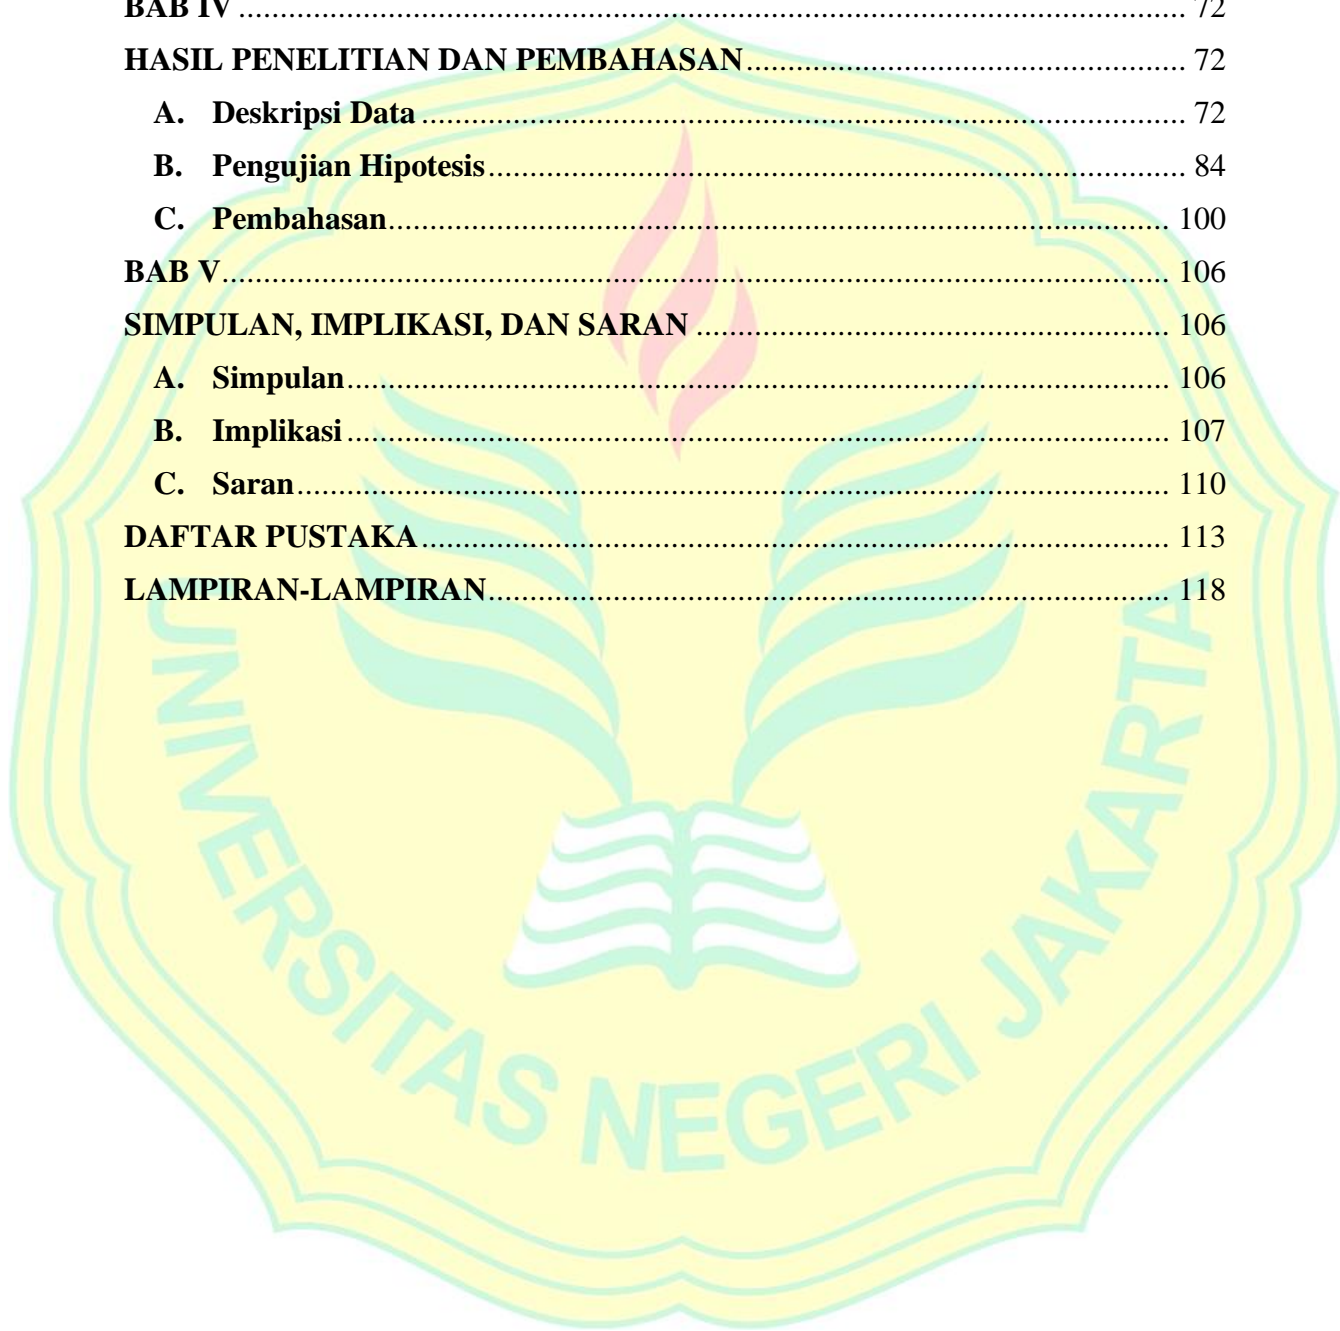 BAB IV ........................................................................................................................ 72
HASIL PENELITIAN DAN PEMBAHASAN ....................................................... 72
A. Deskripsi Data ................................................................................................. 72
B. Pengujian Hipotesis ........................................................................................ 84
C. Pembahasan .................................................................................................. 100
BAB V ....................................................................................................................... 106
SIMPULAN, IMPLIKASI, DAN SARAN ............................................................ 106
A. Simpulan ........................................................................................................ 106
B. Implikasi ........................................................................................................ 107
C. Saran .............................................................................................................. 110
DAFTAR PUSTAKA .............................................................................................. 113
LAMPIRAN-LAMPIRAN ...................................................................................... 118
UNIVERSITAS NEGERI JAKARTA